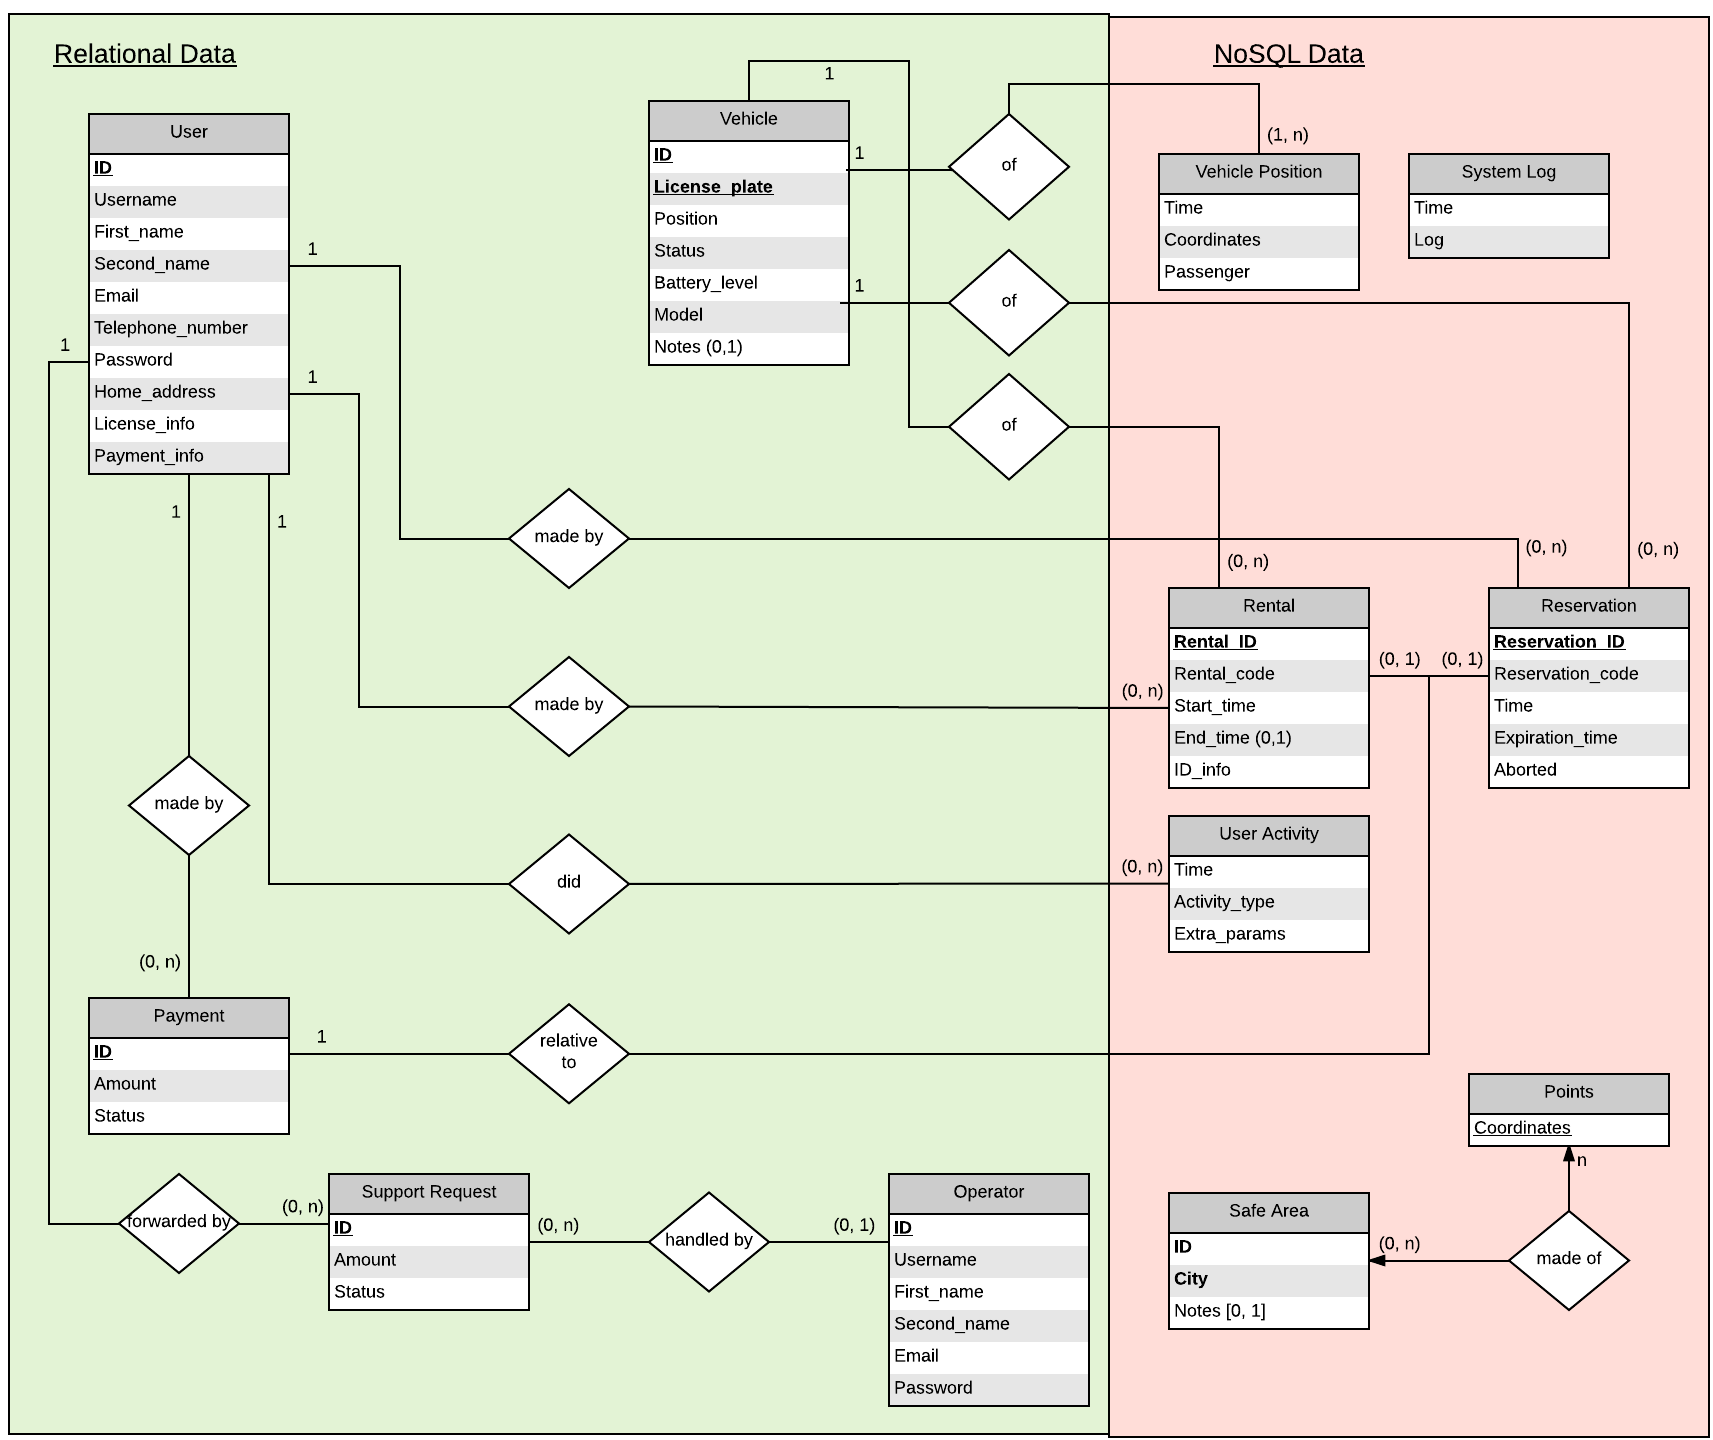 Relational Data
NoSQL Data
User
ID
Username
First_name
Second_name
Email
Telephone_number
Password
Home_address
License_info
Payment_info
1
1
1
1
1
Vehicle
ID
License_plate
Position
Status
Battery_level
Model
Notes (0,1)
1
1
1
of
of
of
(1, n)
Vehicle Position
Time
Coordinates
Passenger
System Log
Time
Log
made by
made by
made by
did
(0, n)
(0, n)
(0, n)
(0, n)
Rental
Rental_ID
Rental_code
Start_time
End_time (0,1)
ID_info
(0, 1)
(0, 1)
Reservation
Reservation_ID
Reservation_code
Time
Expiration_time
Aborted
(0, n)
User Activity
Time
Activity_type
Extra_params
(0, n)
Payment
ID
Amount
Status
1
relative
to
forwarded by
(0, n)
Support Request
ID
Amount
Status
(0, n)
handled by
(0, 1)
Operator
ID
Username
First_name
Second_name
Email
Password
Points
Coordinates
n
Safe Area
ID
City
Notes [0, 1]
(0, n)
made of